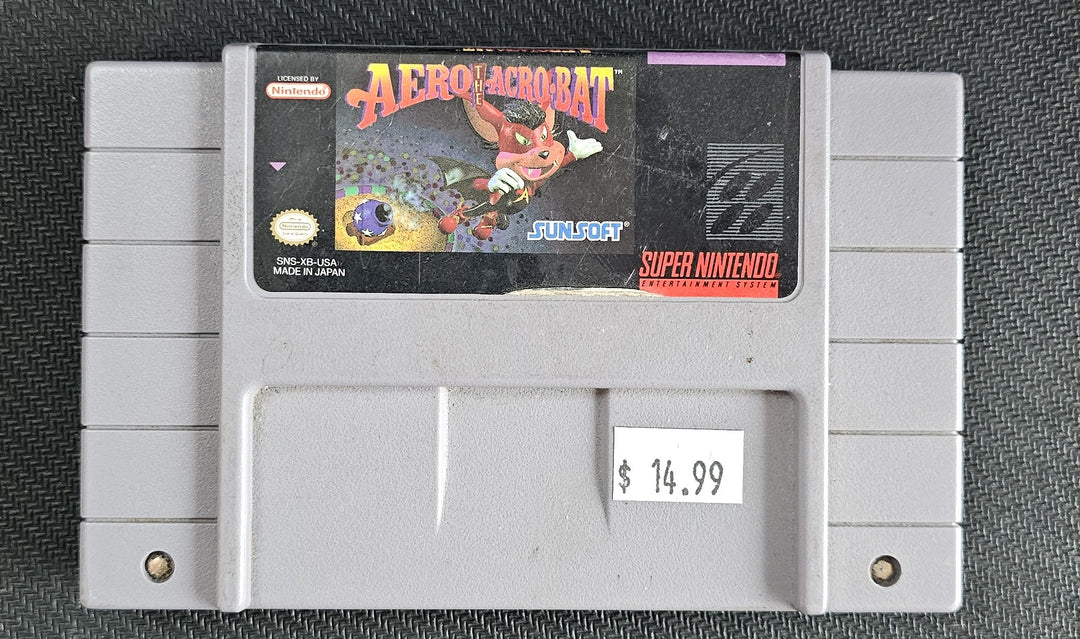 LICENSED BY
Nintendo
AERO THE ACRO-BAT™
SUNSOFT®
SNS-XB-USA
MADE IN JAPAN
SUPER NINTENDO
ENTERTAINMENT SYSTEM
$ 14.99